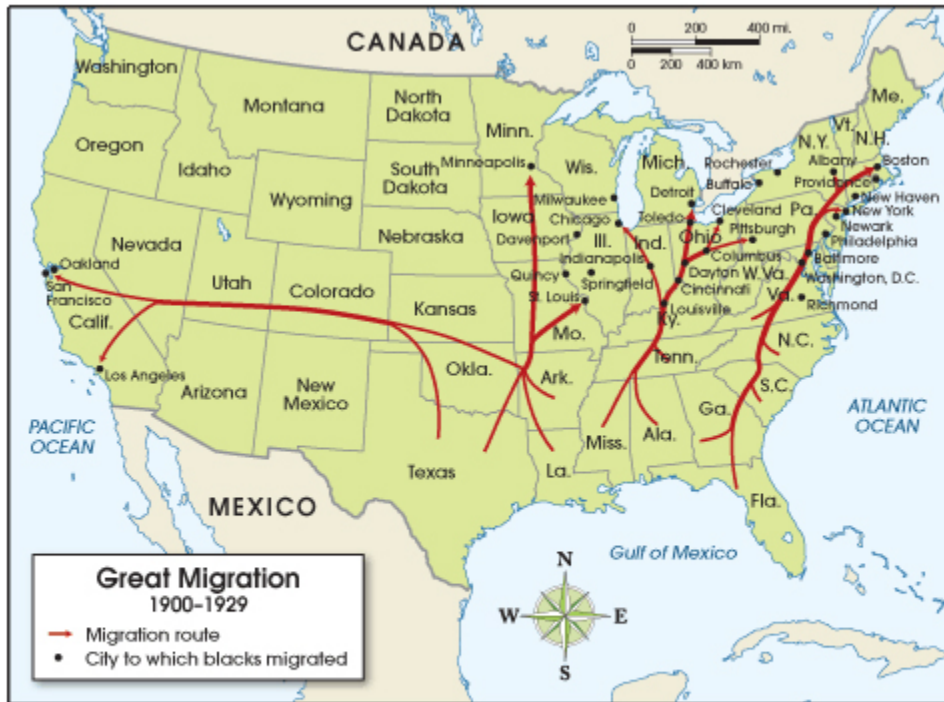 CANADA
0 200 400 mi.
0 200 400 km
Washington
Montana
North
Dakota
Minn.
Me.
Vt.
N.Y.
N.H.
Oregon
Idaho
South
Dakota
Minneapolis
Wis.
Mich.
Rochester
Albany
Boston
Buffalo
Providence
Wyoming
Milwaukee
Detroit
New Haven
Iowa
Chicago
Toledo
Cleveland
Pa.
New York
Nevada
Nebraska
Davenport
Ill.
Ind.
Ohio
Pittsburgh
Newark
Philadelphia
Indianapolis
Columbus
Baltimore
Oakland
Utah
Colorado
Quincy
Springfield
Dayton
W.Va.
Washington, D.C.
San
Francisco
Kansas
St. Louis
Cincinnati
Va.
Richmond
Calif.
Mo.
Louisville
Ky.
N.C.
Tenn.
Los Angeles
Arizona
New
Mexico
Okla.
Ark.
S.C.
PACIFIC
OCEAN
Ga.
ATLANTIC
OCEAN
Miss.
Ala.
Texas
La.
MEXICO
Fla.
Gulf of Mexico
Great Migration
1900–1929
Migration route
City to which blacks migrated
N
W
E
S